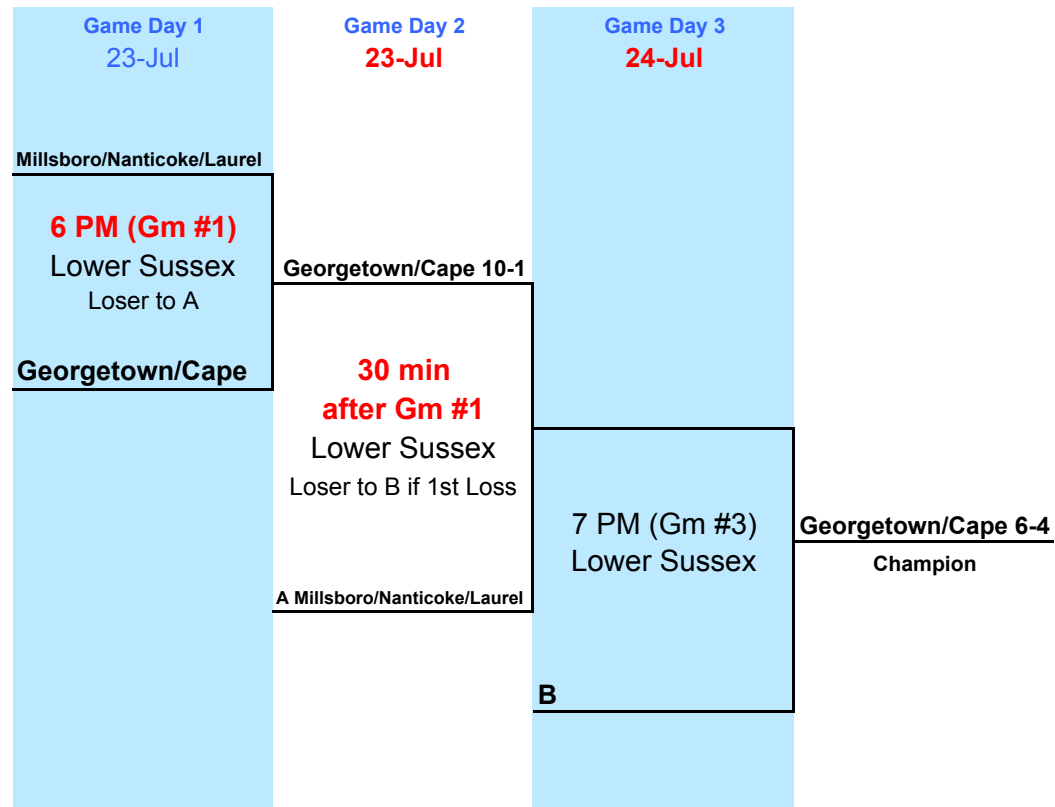 Game Day 1
23-Jul
Game Day 2
23-Jul
Game Day 3
24-Jul
Millsboro/Nanticoke/Laurel
6 PM (Gm #1)
Lower Sussex
Loser to A
Georgetown/Cape
Georgetown/Cape 10-1
30 min
after Gm #1
Lower Sussex
Loser to B if 1st Loss
A Millsboro/Nanticoke/Laurel
7 PM (Gm #3)
Lower Sussex
B
Georgetown/Cape 6-4
Champion